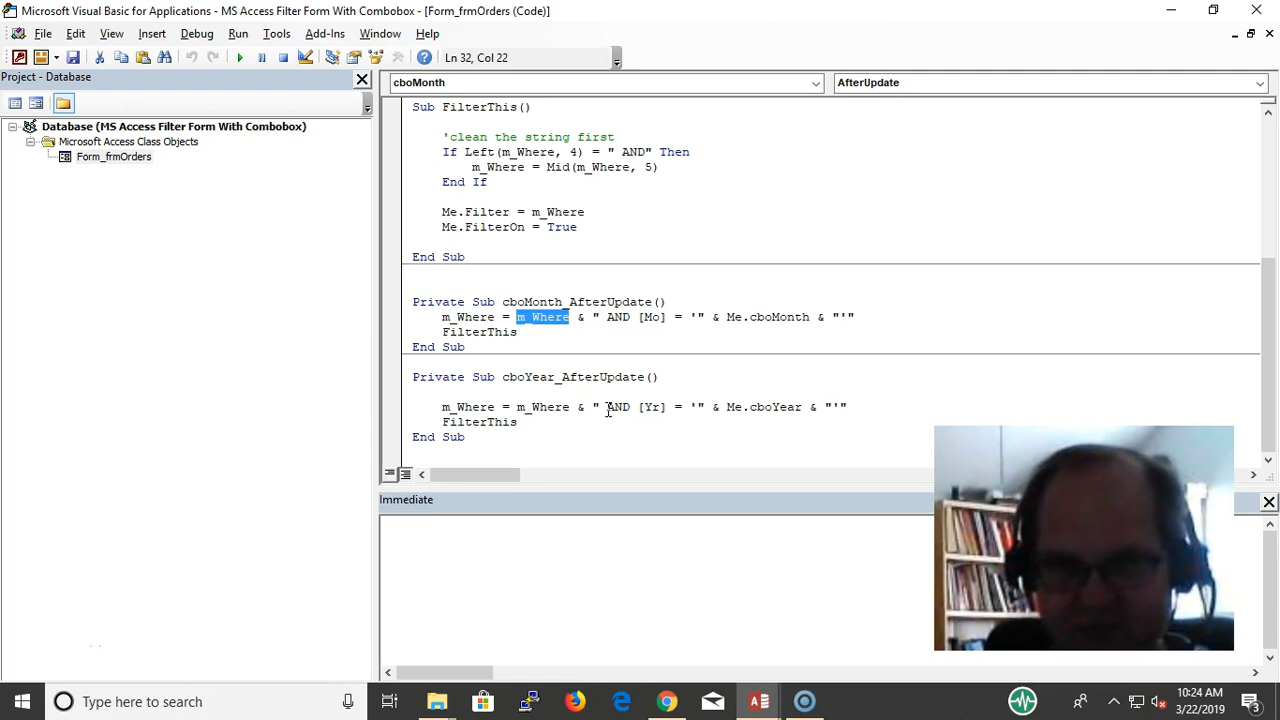 Microsoft Visual Basic for Applications - MS Access Filter Form With Combobox - [Form_frmOrders (Code)]
File Edit View Insert Format Debug Run Tools Add-Ins Window Help
Ln 32, Col 22
Project - Database
cboMonth
AfterUpdate
Database (MS Access Filter Form With Combobox)
Microsoft Access Class Objects
Form_frmOrders
Sub FilterThis()
'clean the string first
If Left(m_Where, 4) = " AND" Then
m_Where = Mid(m_Where, 5)
End If
Me.Filter = m_Where
Me.FilterOn = True
End Sub
Private Sub cboMonth_AfterUpdate()
m_Where = m_Where & " AND [Mo] = '" & Me.cboMonth & "'"
FilterThis
End Sub
Private Sub cboYear_AfterUpdate()
m_Where = m_Where & " AND [Yr] = '" & Me.cboYear & "'"
FilterThis
End Sub
Immediate
Type here to search
10:24 AM
3/22/2019
3